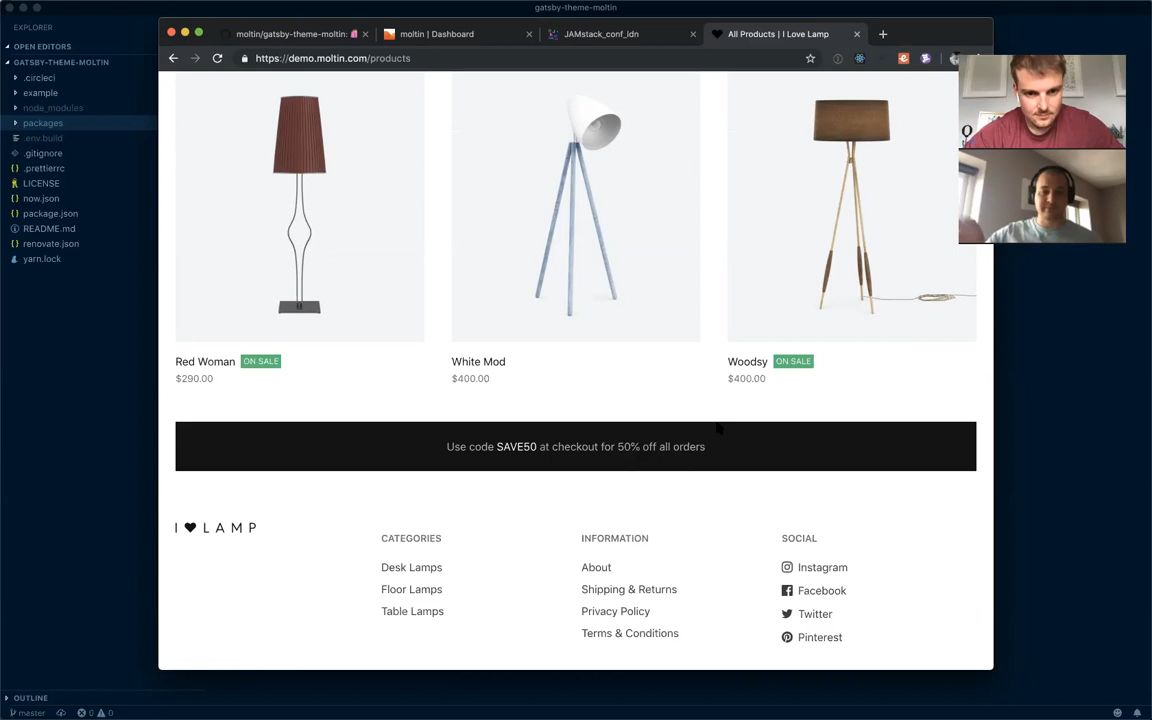 gatsby-theme-moltin
EXPLORER
OPEN EDITORS
GATSBY-THEME-MOLTIN
.circleci
example
node_modules
packages
.env.build
.gitignore
.prettierrc
LICENSE
now.json
package.json
README.md
renovate.json
yarn.lock
OUTLINE
master
0
0
moltin/gatsby-theme-moltin:
moltin | Dashboard
JAMstack_conf_ldn
All Products | I Love Lamp
https://demo.moltin.com/products
Red Woman ON SALE
$290.00
White Mod
$400.00
Woodsy ON SALE
$400.00
Use code SAVE50 at checkout for 50% off all orders
I ♥ LAMP
CATEGORIES
Desk Lamps
Floor Lamps
Table Lamps
INFORMATION
About
Shipping & Returns
Privacy Policy
Terms & Conditions
SOCIAL
Instagram
Facebook
Twitter
Pinterest